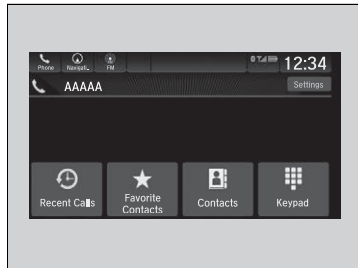 Phone Navigati... FM 12:34
AAAAA Settings
Recent Calls Favorite Contacts Contacts Keypad